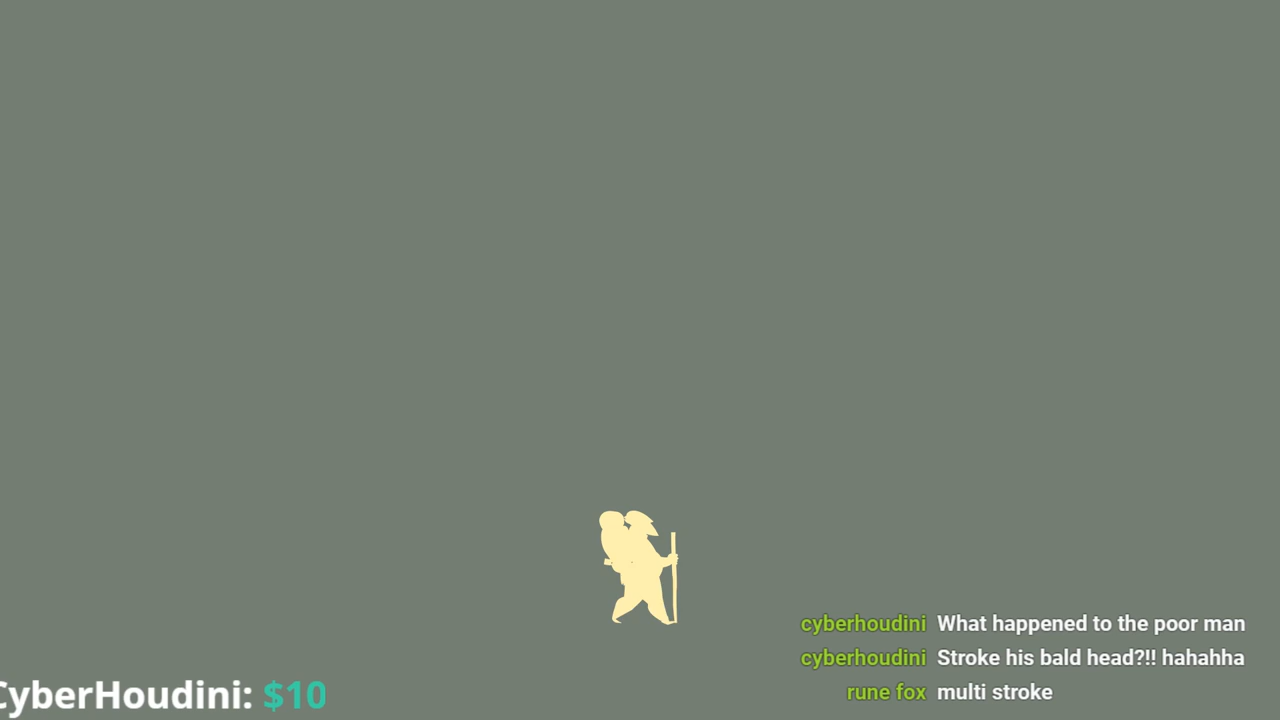 cyberhoudini What happened to the poor man
cyberhoudini Stroke his bald head?!! hahahha
rune fox multi stroke
CyberHoudini: $10